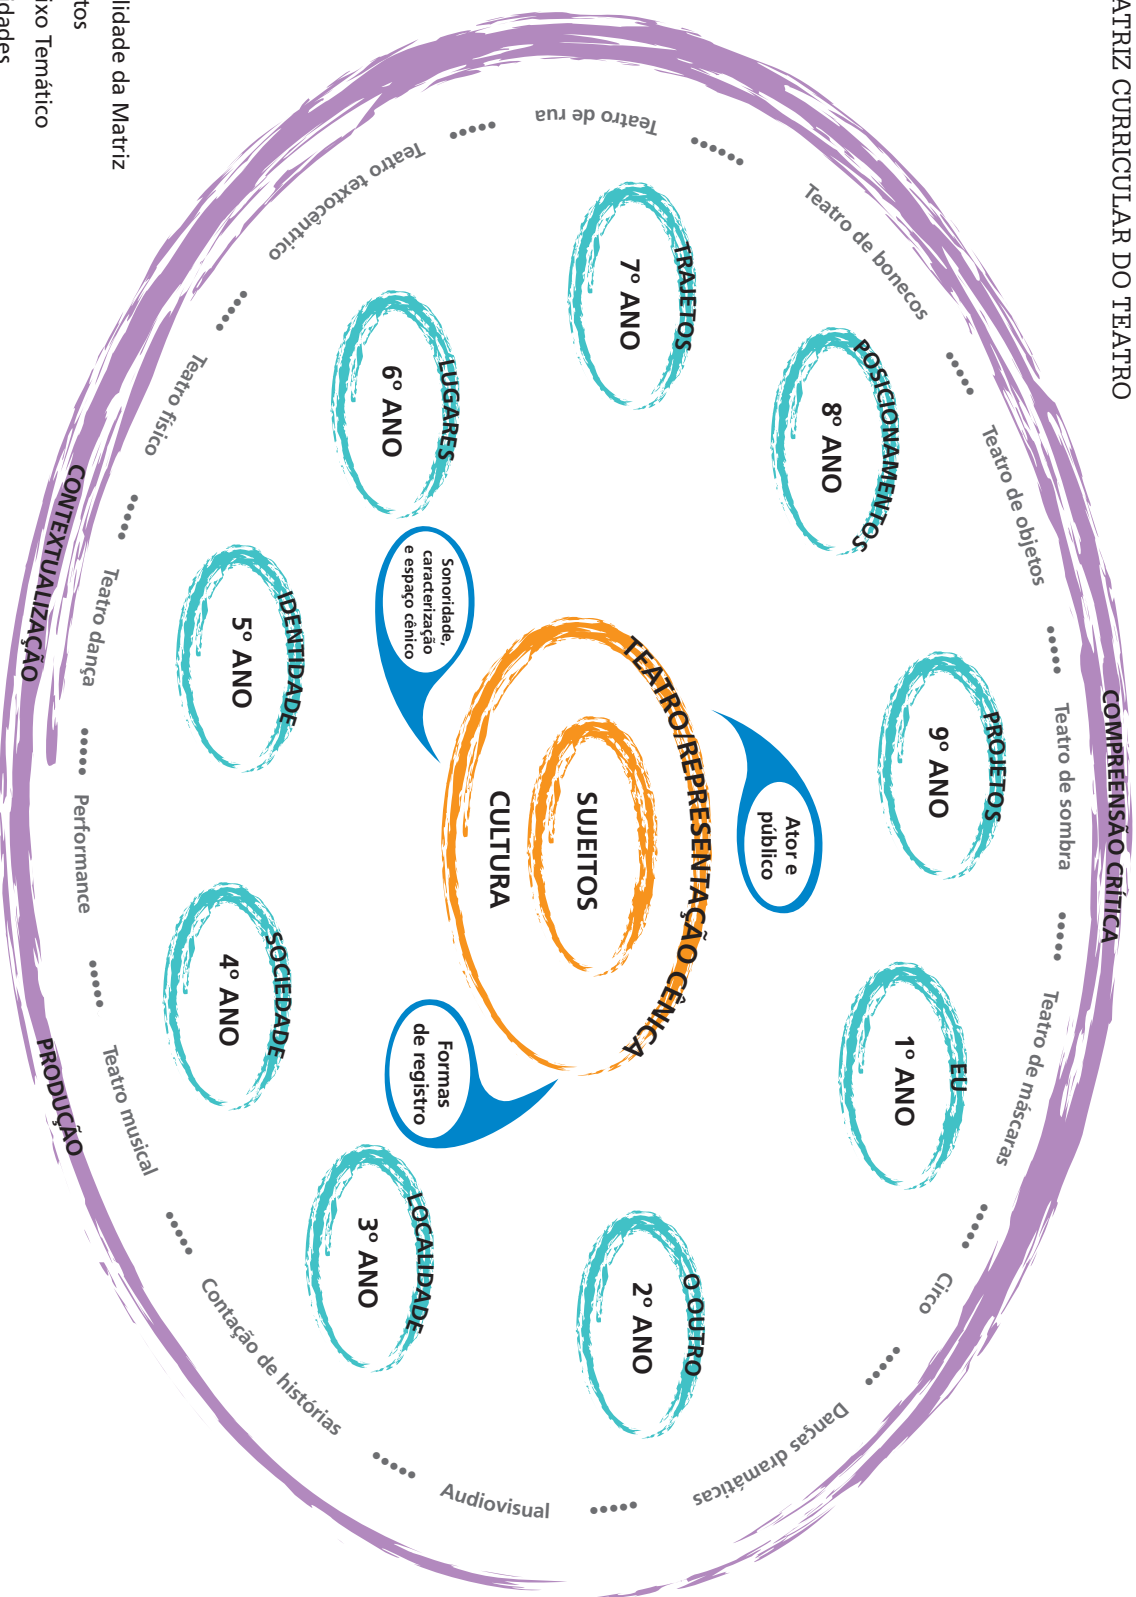 ATRIZ CURRICULAR DO TEATRO
COMPREENSÃO CRÍTICA
Teatro de rua
Teatro de bonecos
Teatro de objetos
Teatro de sombra
Teatro de máscaras
Circo
Danças dramáticas
Audiovisual
Contação de histórias
Teatro musical
Performance
Teatro dança
Teatro físico
Teatro textocêntrico
PROJETOS
9º ANO
EU
1º ANO
O OUTRO
2º ANO
LOCALIDADE
3º ANO
SOCIEDADE
4º ANO
IDENTIDADE
5º ANO
LUGARES
6º ANO
TRAJETOS
7º ANO
POSICIONAMENTOS
8º ANO
Ator e
público
TEATRO/REPRESENTAÇÃO CÊNICA
SUJEITOS
CULTURA
Sonoridade,
caracterização
e espaço cênico
Formas
de registro
CONTEXTUALIZAÇÃO
PRODUÇÃO
lidade da Matriz
tos
ixo Temático
idades